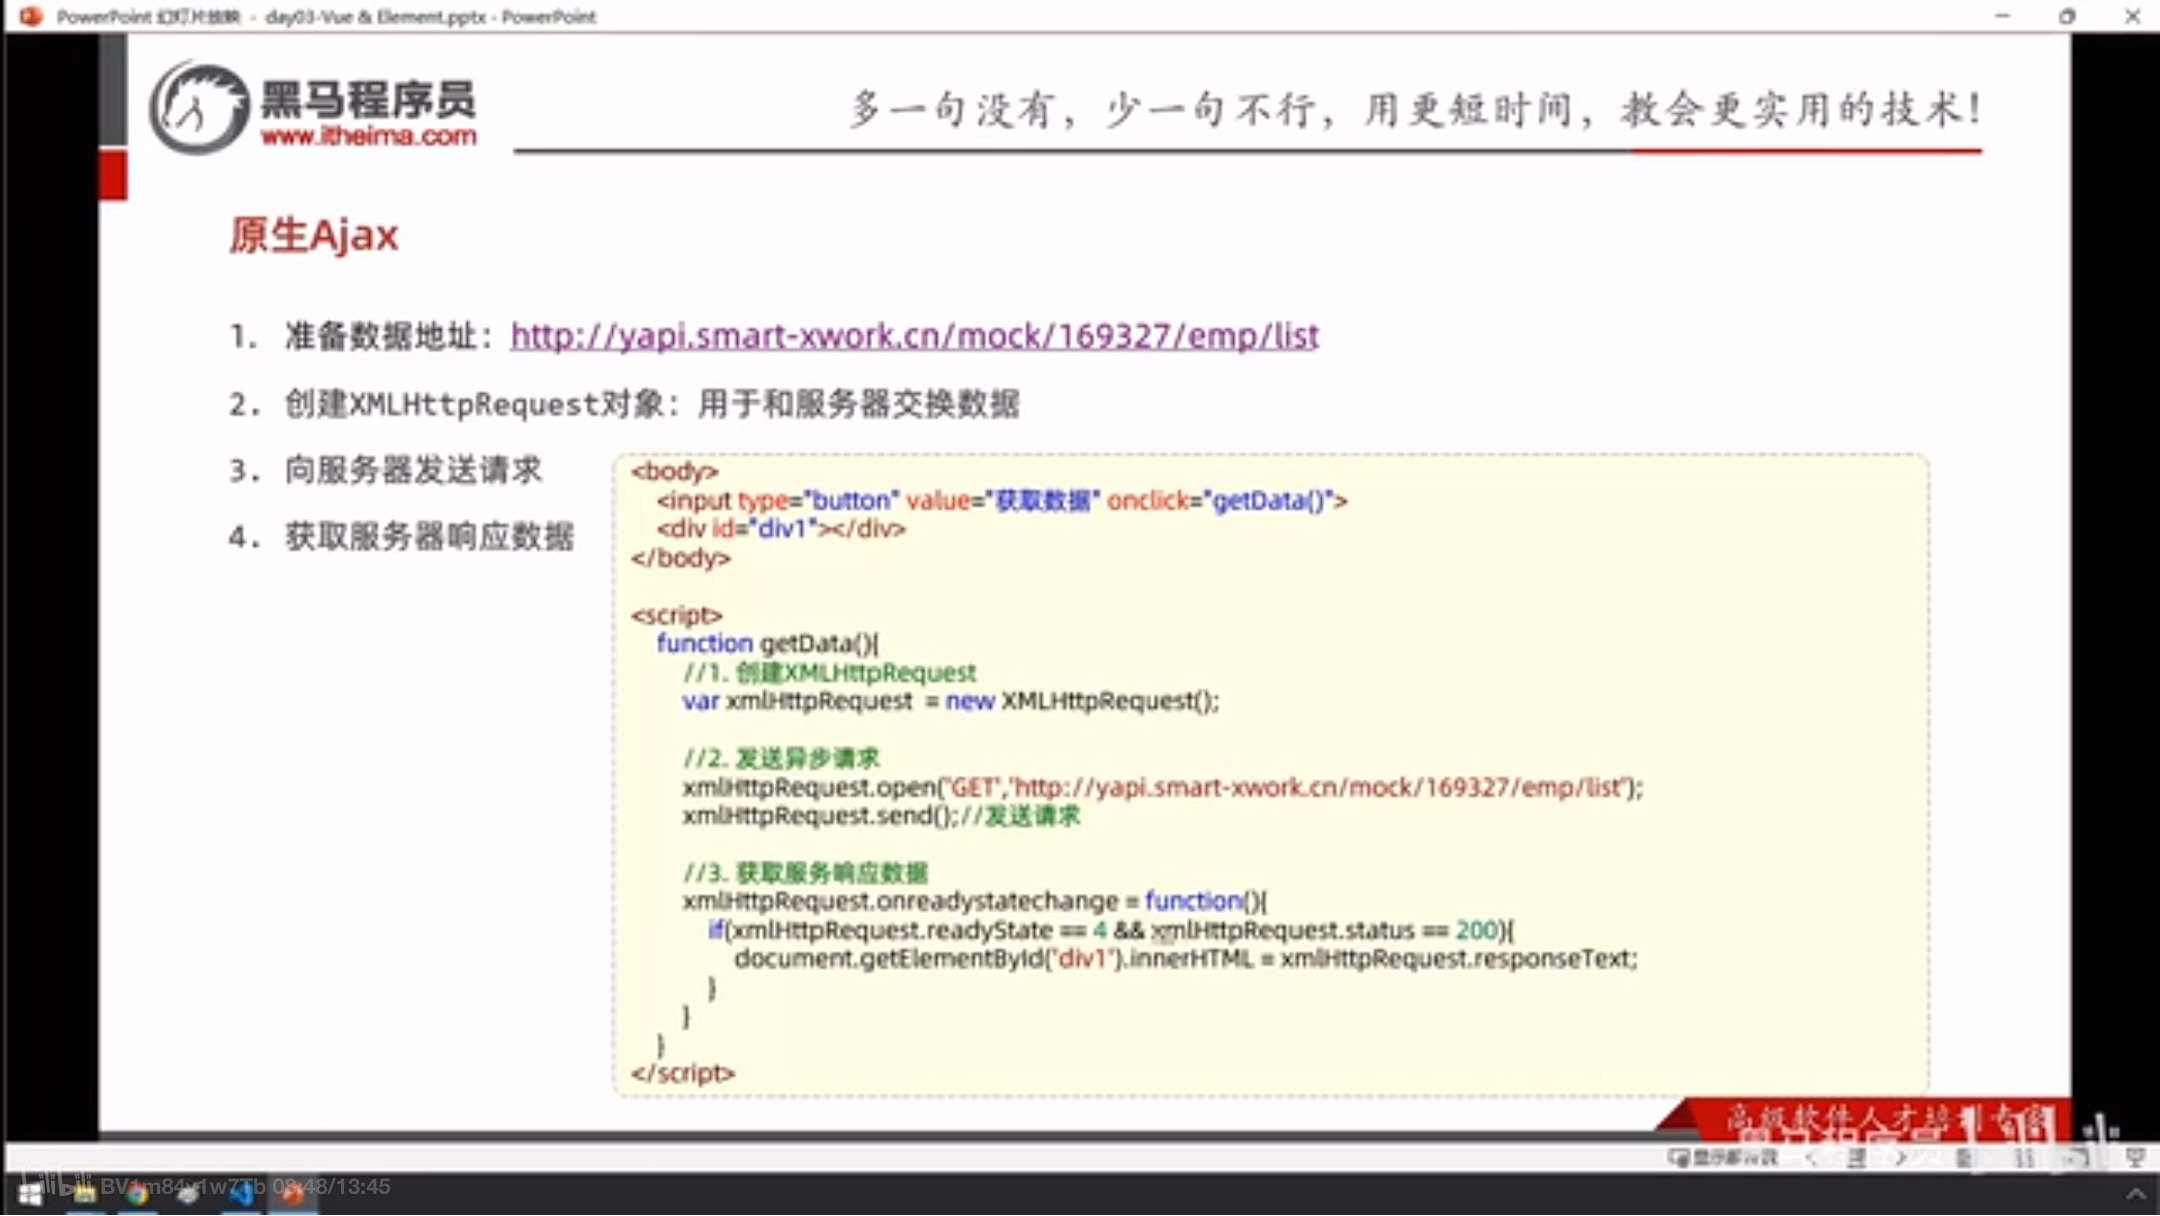 PowerPoint 幻灯片放映 - day03-Vue & Element.pptx - PowerPoint
黑马程序员
www.itheima.com
多一句没有，少一句不行，用更短时间，教会更实用的技术！
原生Ajax
1. 准备数据地址：http://yapi.smart-xwork.cn/mock/169327/emp/list
2. 创建XMLHttpRequest对象：用于和服务器交换数据
3. 向服务器发送请求
4. 获取服务器响应数据
<body>
<input type="button" value="获取数据" onclick="getData()">
<div id="div1"></div>
</body>
<script>
function getData(){
//1. 创建XMLHttpRequest
var xmlHttpRequest = new XMLHttpRequest();
//2. 发送异步请求
xmlHttpRequest.open('GET','http://yapi.smart-xwork.cn/mock/169327/emp/list');
xmlHttpRequest.send();//发送请求
//3. 获取服务响应数据
xmlHttpRequest.onreadystatechange = function(){
if(xmlHttpRequest.readyState == 4 && xmlHttpRequest.status == 200){
document.getElementById('div1').innerHTML = xmlHttpRequest.responseText;
}
}
}
</script>
高级软件人才培训专家
bilibili BV1m84y1w7Tb 08:48/13:45